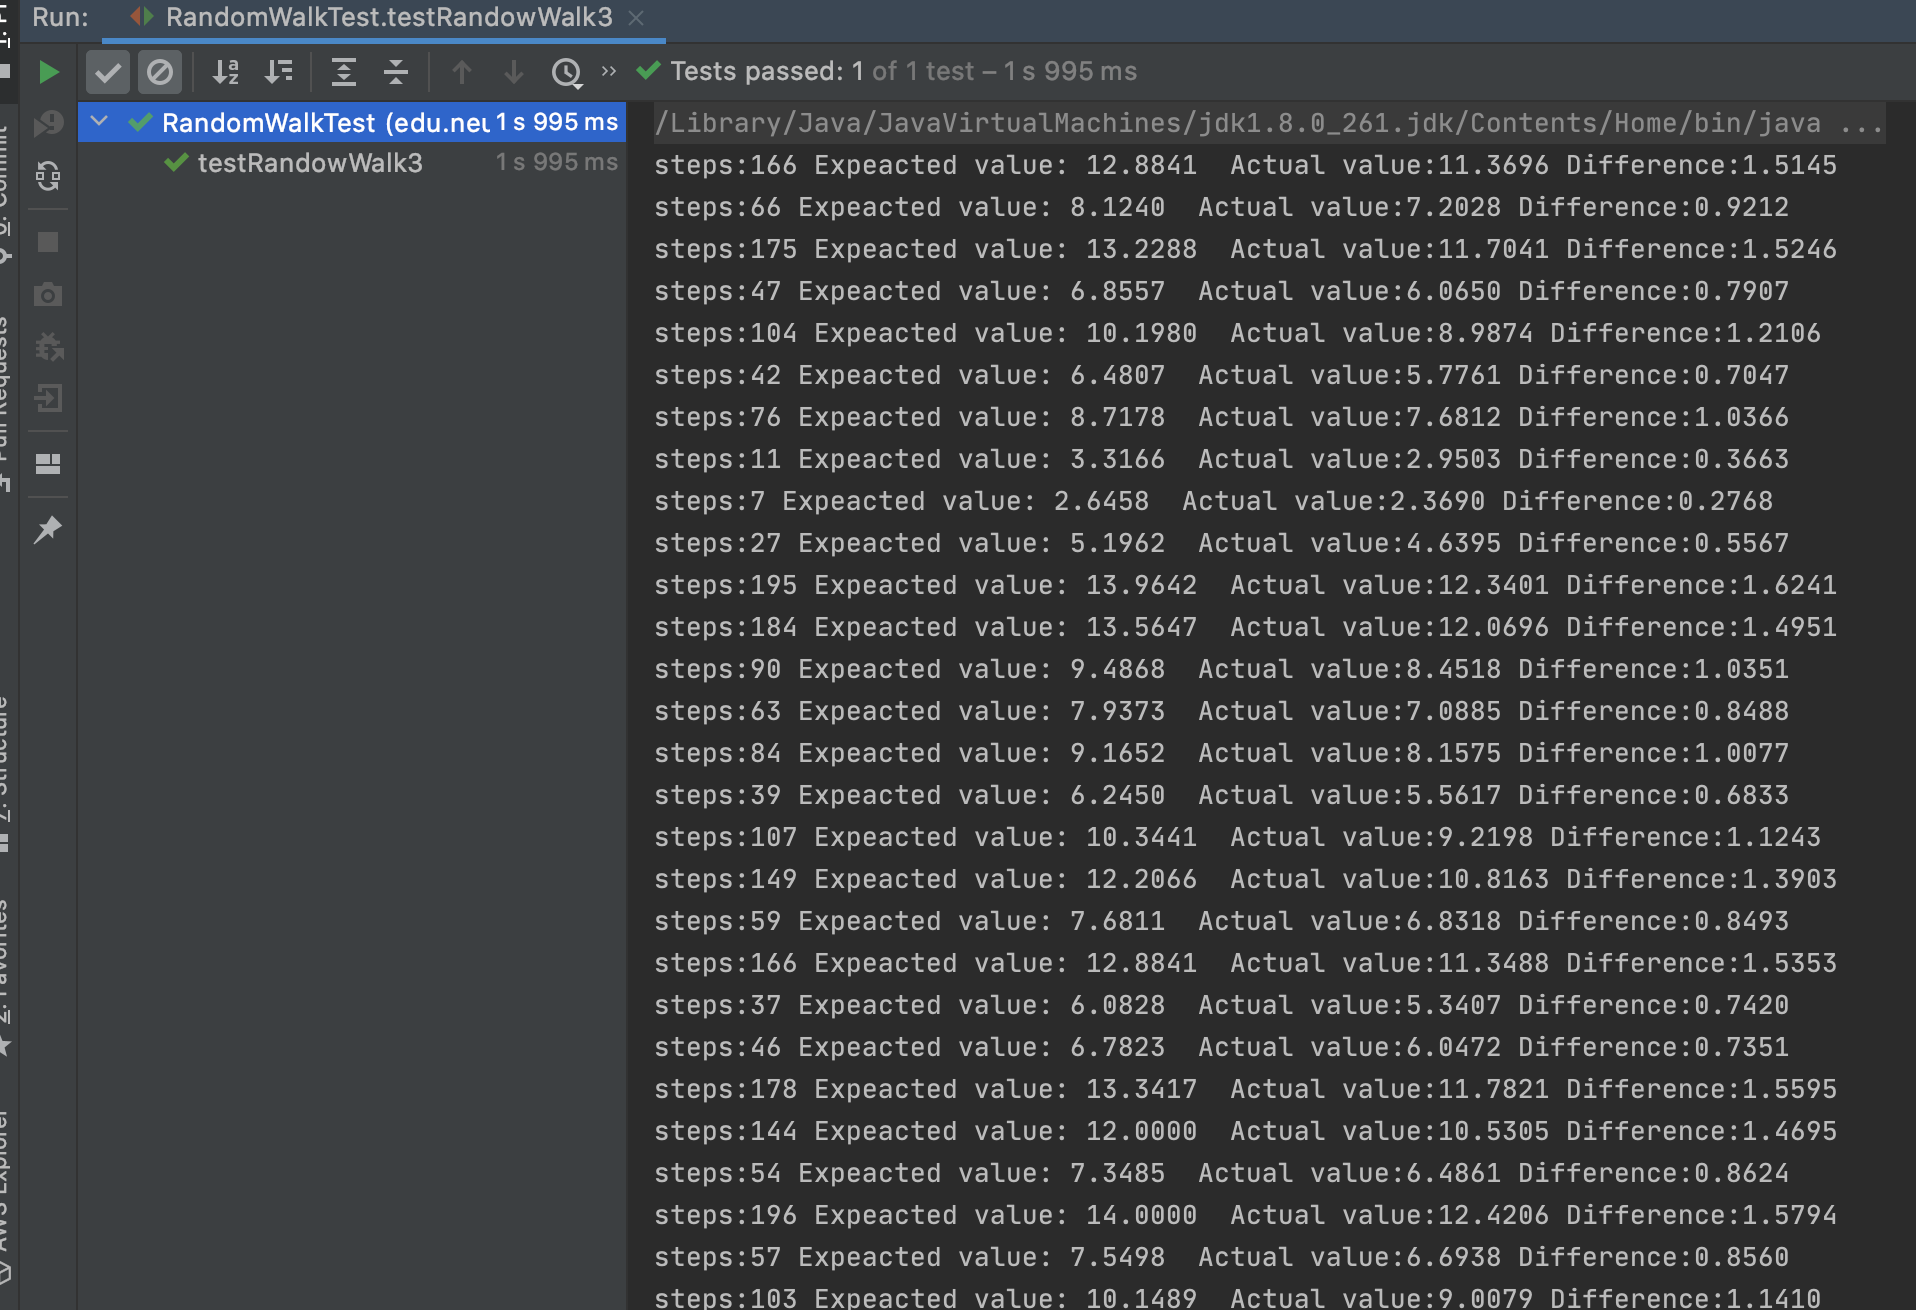 Run: RandomWalkTest.testRandowWalk3
Tests passed: 1 of 1 test – 1 s 995 ms
RandomWalkTest (edu.neu 1 s 995 ms
testRandowWalk3 1 s 995 ms
/Library/Java/JavaVirtualMachines/jdk1.8.0_261.jdk/Contents/Home/bin/java ...
steps:166 Expeacted value: 12.8841  Actual value:11.3696 Difference:1.5145
steps:66 Expeacted value: 8.1240  Actual value:7.2028 Difference:0.9212
steps:175 Expeacted value: 13.2288  Actual value:11.7041 Difference:1.5246
steps:47 Expeacted value: 6.8557  Actual value:6.0650 Difference:0.7907
steps:104 Expeacted value: 10.1980  Actual value:8.9874 Difference:1.2106
steps:42 Expeacted value: 6.4807  Actual value:5.7761 Difference:0.7047
steps:76 Expeacted value: 8.7178  Actual value:7.6812 Difference:1.0366
steps:11 Expeacted value: 3.3166  Actual value:2.9503 Difference:0.3663
steps:7 Expeacted value: 2.6458  Actual value:2.3690 Difference:0.2768
steps:27 Expeacted value: 5.1962  Actual value:4.6395 Difference:0.5567
steps:195 Expeacted value: 13.9642  Actual value:12.3401 Difference:1.6241
steps:184 Expeacted value: 13.5647  Actual value:12.0696 Difference:1.4951
steps:90 Expeacted value: 9.4868  Actual value:8.4518 Difference:1.0351
steps:63 Expeacted value: 7.9373  Actual value:7.0885 Difference:0.8488
steps:84 Expeacted value: 9.1652  Actual value:8.1575 Difference:1.0077
steps:39 Expeacted value: 6.2450  Actual value:5.5617 Difference:0.6833
steps:107 Expeacted value: 10.3441  Actual value:9.2198 Difference:1.1243
steps:149 Expeacted value: 12.2066  Actual value:10.8163 Difference:1.3903
steps:59 Expeacted value: 7.6811  Actual value:6.8318 Difference:0.8493
steps:166 Expeacted value: 12.8841  Actual value:11.3488 Difference:1.5353
steps:37 Expeacted value: 6.0828  Actual value:5.3407 Difference:0.7420
steps:46 Expeacted value: 6.7823  Actual value:6.0472 Difference:0.7351
steps:178 Expeacted value: 13.3417  Actual value:11.7821 Difference:1.5595
steps:144 Expeacted value: 12.0000  Actual value:10.5305 Difference:1.4695
steps:54 Expeacted value: 7.3485  Actual value:6.4861 Difference:0.8624
steps:196 Expeacted value: 14.0000  Actual value:12.4206 Difference:1.5794
steps:57 Expeacted value: 7.5498  Actual value:6.6938 Difference:0.8560
steps:103 Expeacted value: 10.1489  Actual value:9.0079 Difference:1.1410
0: Commit
Pull Requests
7: Structure
2: Favorites
AWS Explorer